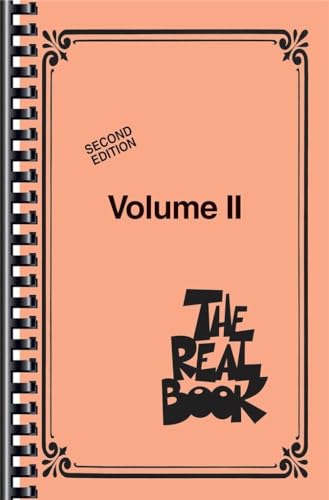 SECOND
EDITION
Volume II
THE
REAL
BOOK